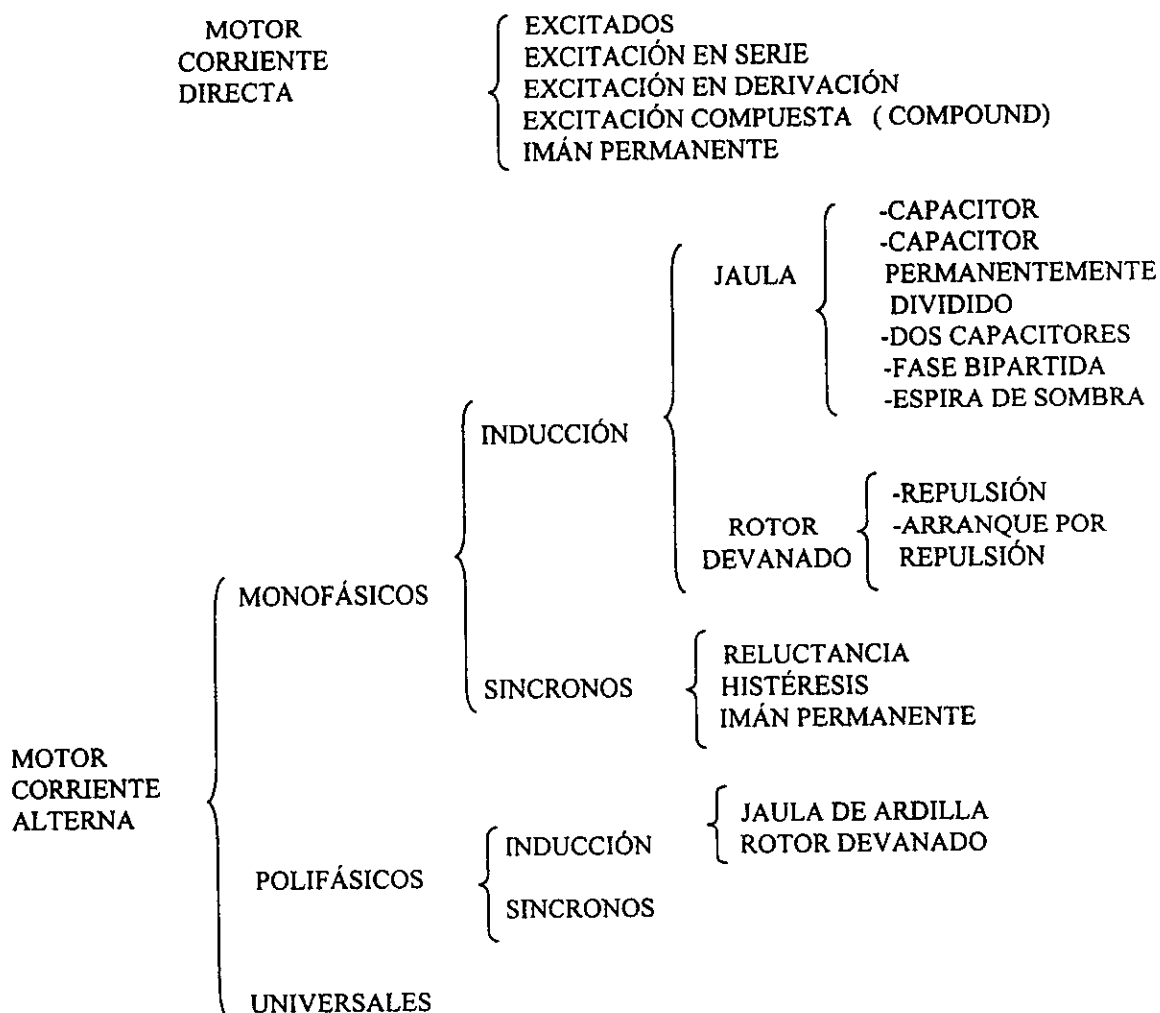 MOTOR
CORRIENTE
DIRECTA
EXCITADOS
EXCITACIÓN EN SERIE
EXCITACIÓN EN DERIVACIÓN
EXCITACIÓN COMPUESTA ( COMPOUND)
IMÁN PERMANENTE
MOTOR
CORRIENTE
ALTERNA
MONOFÁSICOS
INDUCCIÓN
JAULA
-CAPACITOR
-CAPACITOR
PERMANENTEMENTE
DIVIDIDO
-DOS CAPACITORES
-FASE BIPARTIDA
-ESPIRA DE SOMBRA
ROTOR
DEVANADO
-REPULSIÓN
-ARRANQUE POR
REPULSIÓN
SINCRONOS
RELUCTANCIA
HISTÉRESIS
IMÁN PERMANENTE
POLIFÁSICOS
INDUCCIÓN
JAULA DE ARDILLA
ROTOR DEVANADO
SINCRONOS
UNIVERSALES